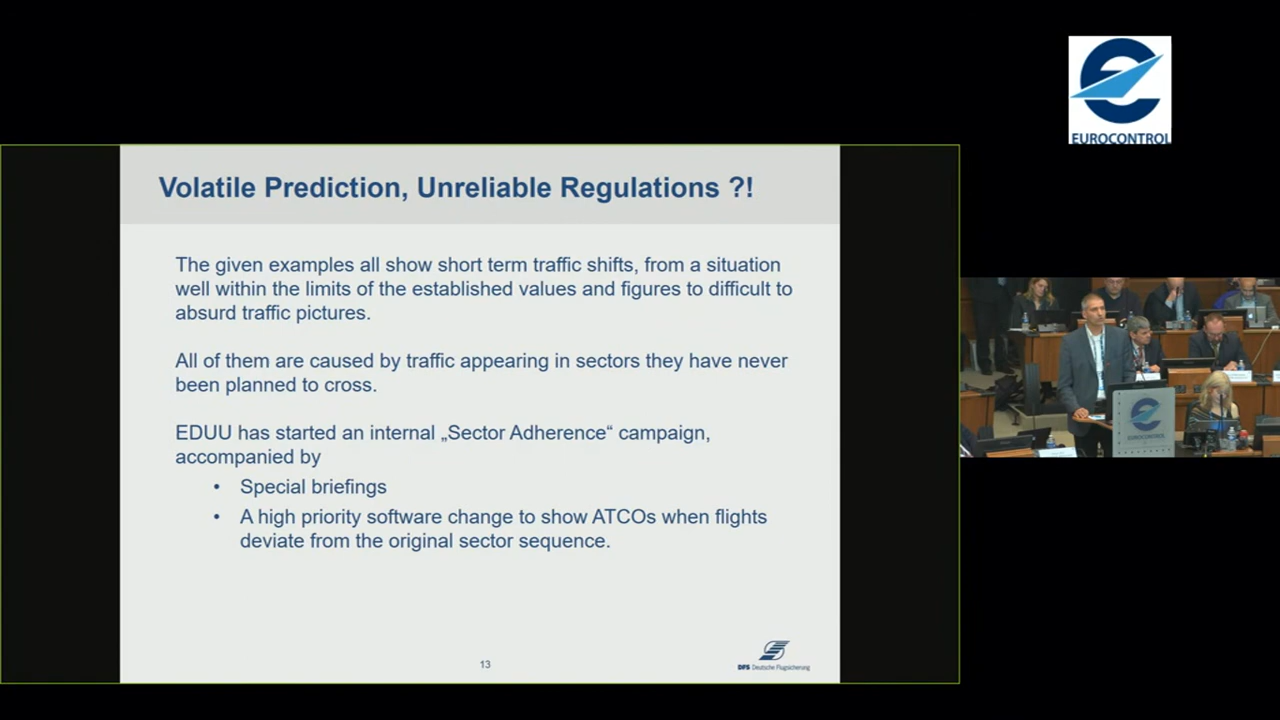 EUROCONTROL
Volatile Prediction, Unreliable Regulations ?!
The given examples all show short term traffic shifts, from a situation
well within the limits of the established values and figures to difficult to
absurd traffic pictures.
All of them are caused by traffic appearing in sectors they have never
been planned to cross.
EDUU has started an internal „Sector Adherence“ campaign,
accompanied by
• Special briefings
• A high priority software change to show ATCOs when flights
deviate from the original sector sequence.
13
DFS Deutsche Flugsicherung
EUROCONTROL